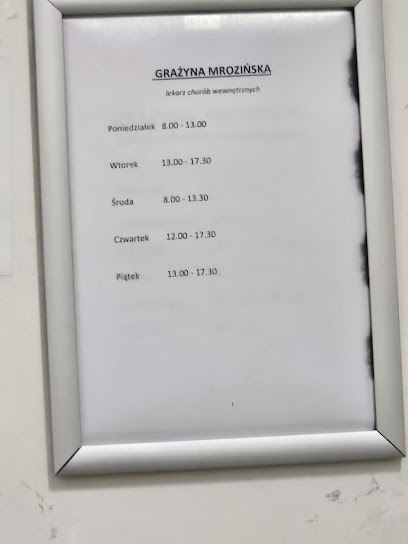 GRAŻYNA MROZIŃSKA
lekarz chorób wewnętrznych
Poniedziałek 8.00 - 13.00
Wtorek 13.00 - 17.30
Środa 8.00 - 13.30
Czwartek 12.00 - 17.30
Piątek 13.00 - 17.30